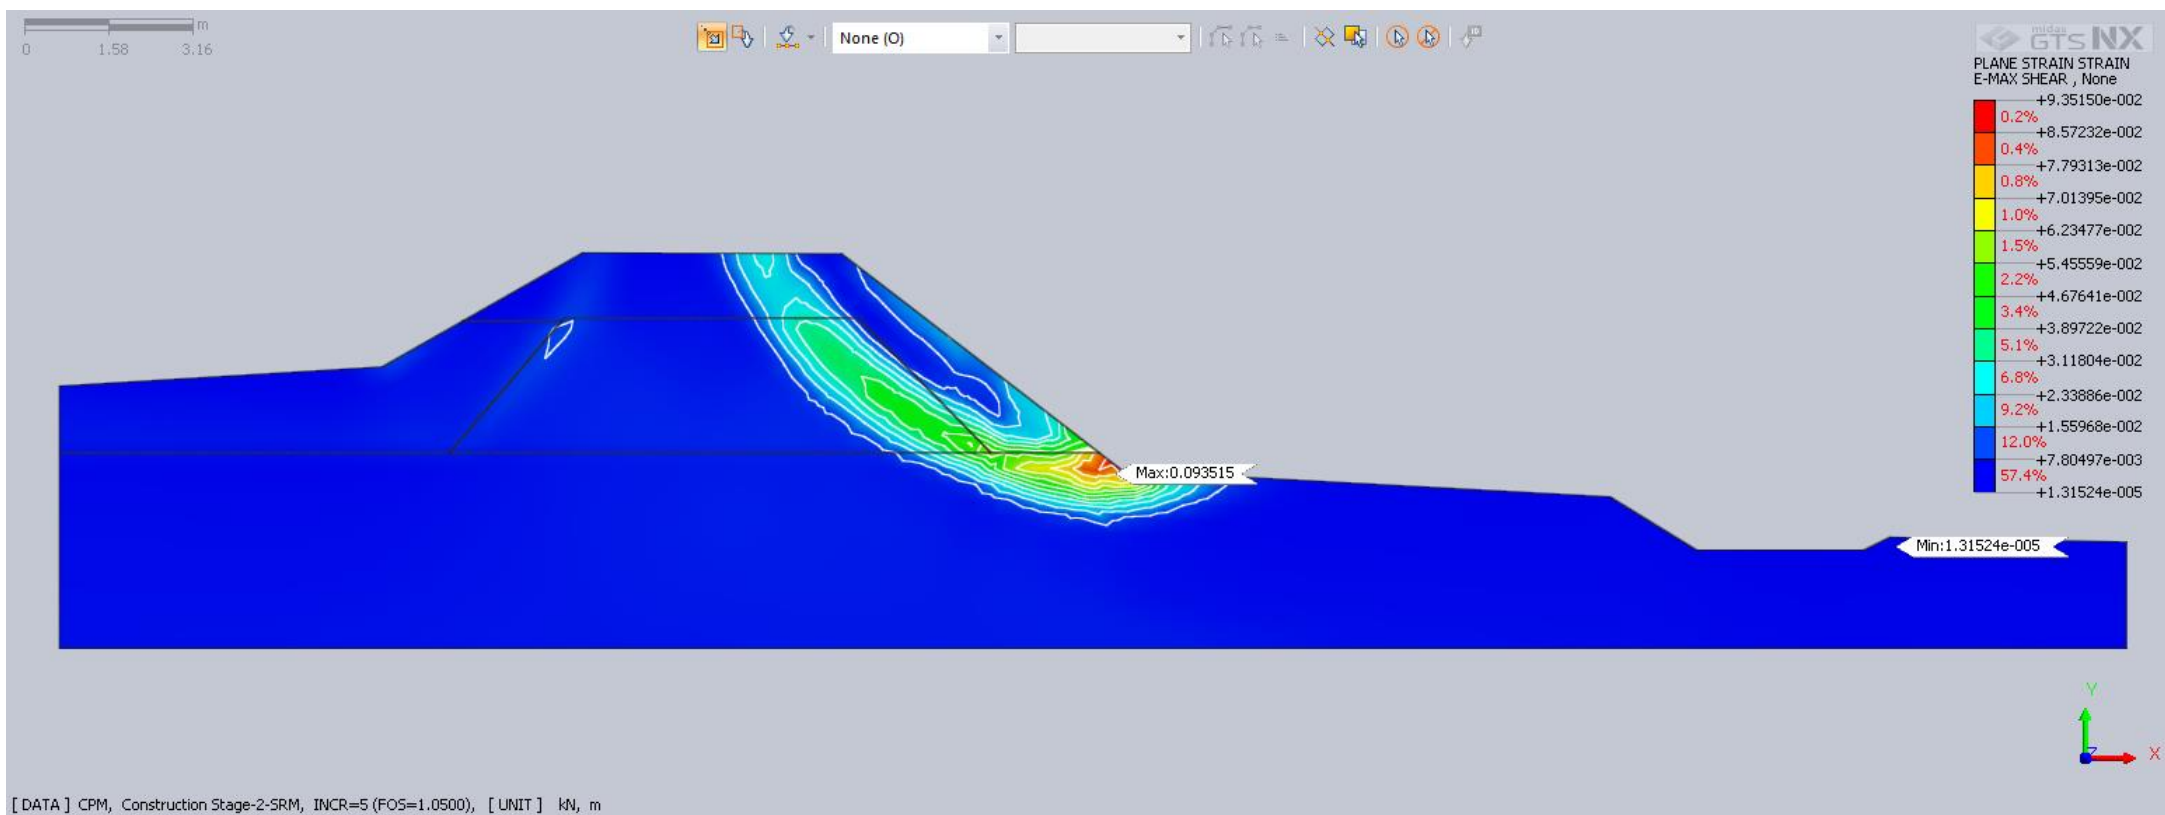 m
0 1.58 3.16
None (O)
midas
GTS NX
PLANE STRAIN STRAIN
E-MAX SHEAR , None
+9.35150e-002
0.2%
+8.57232e-002
0.4%
+7.79313e-002
0.8%
+7.01395e-002
1.0%
+6.23477e-002
1.5%
+5.45559e-002
2.2%
+4.67641e-002
3.4%
+3.89722e-002
5.1%
+3.11804e-002
6.8%
+2.33886e-002
9.2%
+1.55968e-002
12.0%
+7.80497e-003
57.4%
+1.31524e-005
Max:0.093515
Min:1.31524e-005
Y
Z
X
[ DATA ] CPM, Construction Stage-2-SRM, INCR=5 (FOS=1.0500), [ UNIT ] kN, m